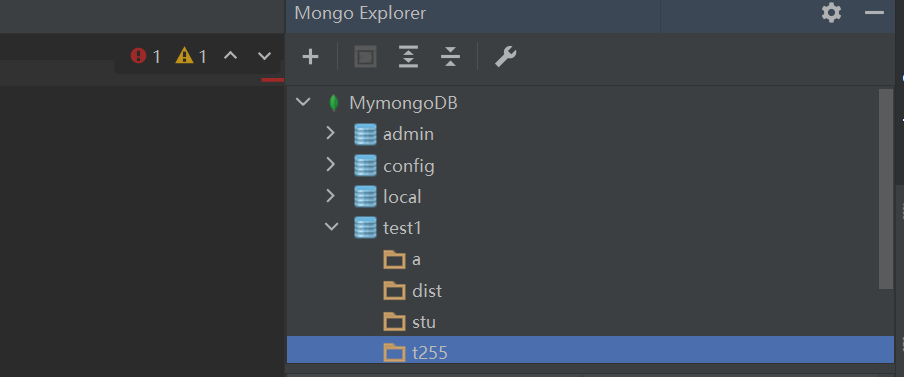 Mongo Explorer
1 1
MymongoDB
admin
config
local
test1
a
dist
stu
t255